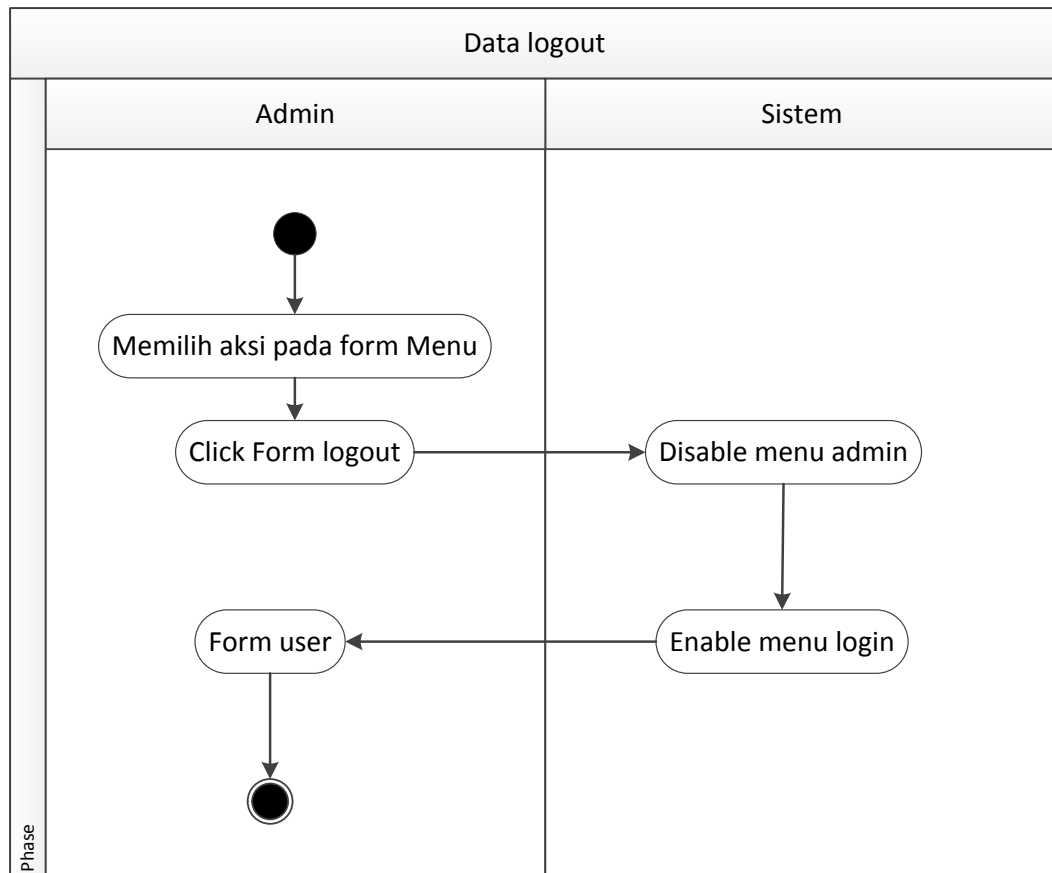 Data logout
Admin
Sistem
Memilih aksi pada form Menu
Click Form logout
Disable menu admin
Form user
Enable menu login
Phase